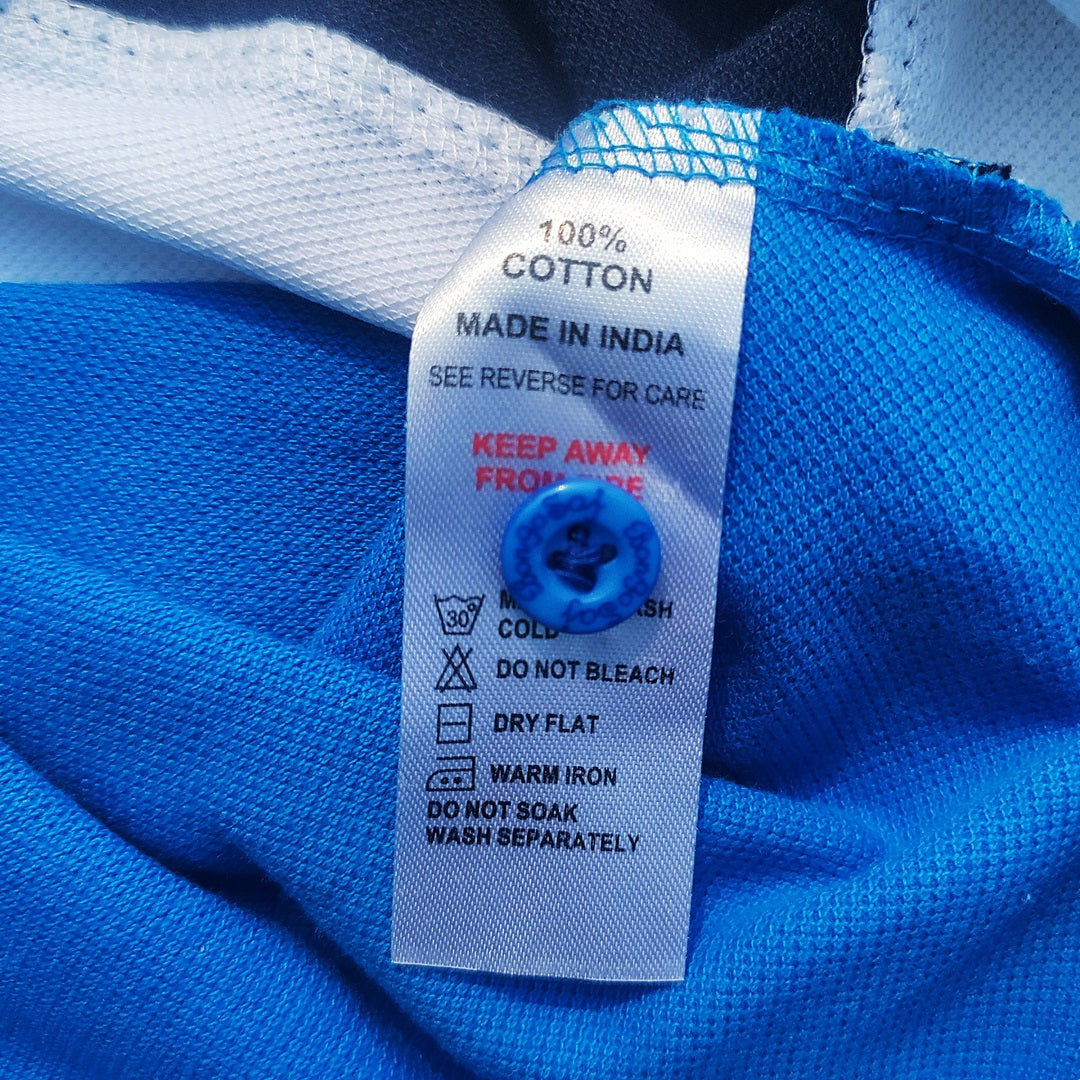 100%
COTTON
MADE IN INDIA
SEE REVERSE FOR CARE
KEEP AWAY
30°
COLD
DO NOT BLEACH
DRY FLAT
WARM IRON
DO NOT SOAK
WASH SEPARATELY